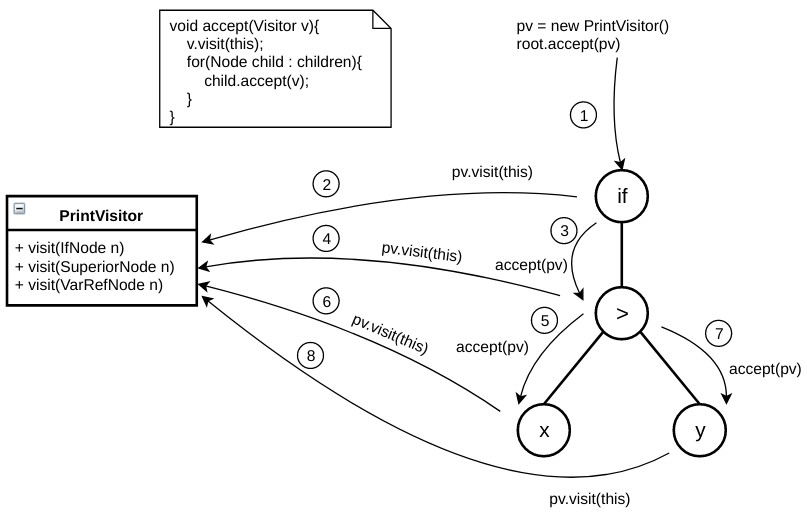 void accept(Visitor v){
v.visit(this);
for(Node child : children){
child.accept(v);
}
}
pv = new PrintVisitor()
root.accept(pv)
1
2
pv.visit(this)
if
PrintVisitor
+ visit(IfNode n)
+ visit(SuperiorNode n)
+ visit(VarRefNode n)
3
4
pv.visit(this)
accept(pv)
6
pv.visit(this)
5
>
7
accept(pv)
8
accept(pv)
x
y
pv.visit(this)